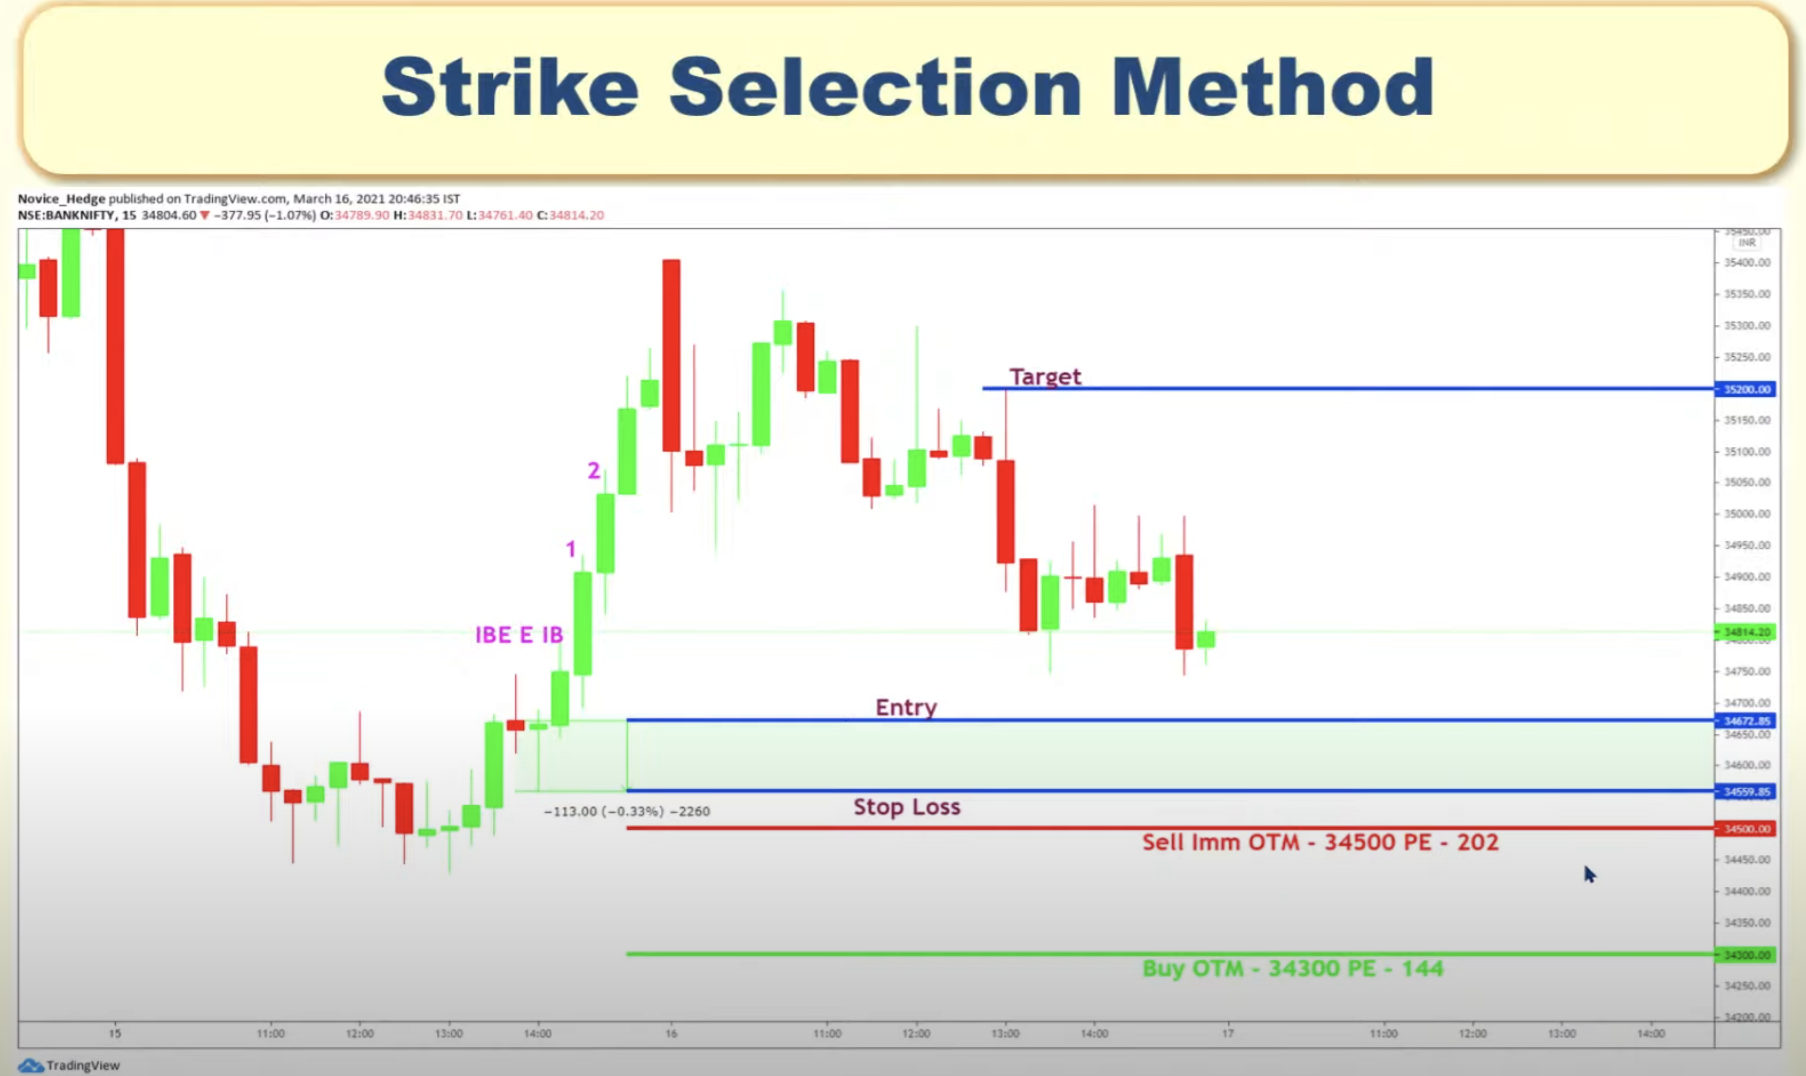 Strike Selection Method
Novice_Hedge published on TradingView.com, March 16, 2021 20:46:35 IST
NSE:BANKNIFTY, 15 34804.60 ▼ −377.95 (−1.07%) O:34789.90 H:34831.70 L:34761.40 C:34814.20
35450.00
INR
35400.00
35350.00
35300.00
35250.00
Target
35200.00
35150.00
35100.00
2
35050.00
35000.00
1
34950.00
34900.00
34850.00
IBE E IB
34814.20
34750.00
Entry
34700.00
34672.85
34650.00
34600.00
34559.85
−113.00 (−0.33%) −2260
Stop Loss
34500.00
Sell Imm OTM - 34500 PE - 202
34450.00
34400.00
34350.00
34300.00
Buy OTM - 34300 PE - 144
34250.00
34200.00
15 11:00 12:00 13:00 14:00 16 11:00 12:00 13:00 14:00 17 11:00 12:00 13:00 14:00
TradingView